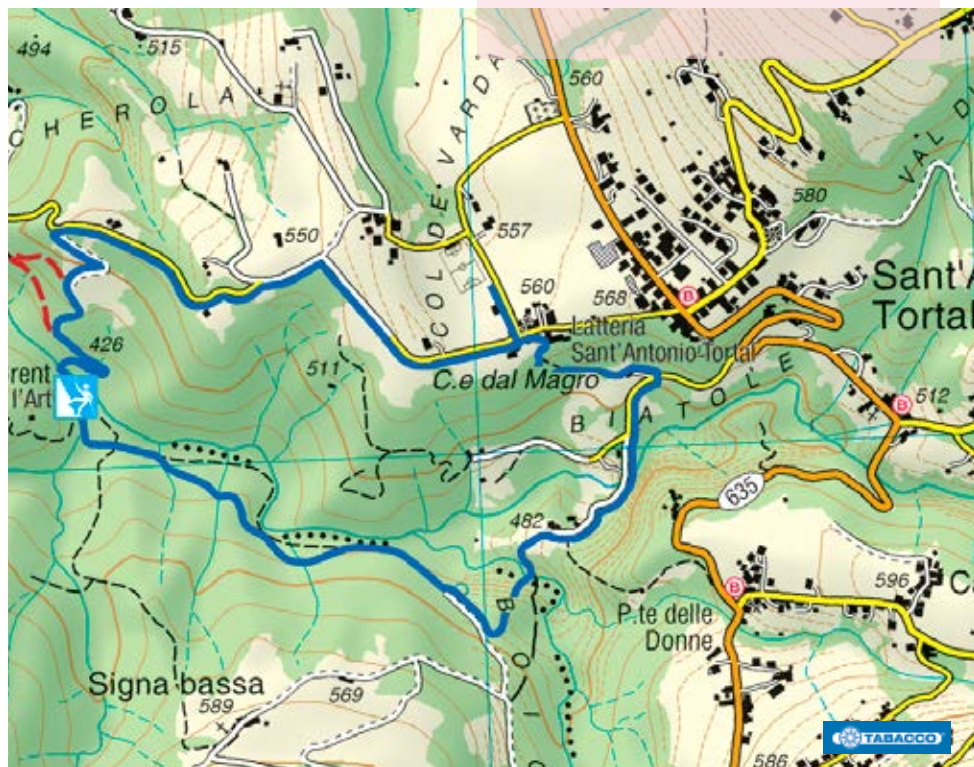 494
515
560
C H E R O L A
COL DE VARDA
VAL D
580
550
557
560
568
B
Sant'
Tortal
Latteria
Sant'Antonio-Tortal
426
rent
l'Art
511
C.e dal Magro
BIATOLE
B
512
635
482
B
596
C
P.te delle
Donne
B O I O
Signa bassa
569
589
586
TABACCO